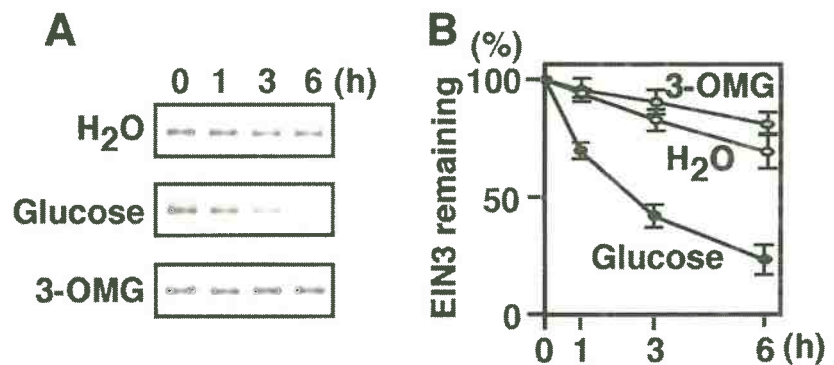 A
0 1 3 6 (h)
H2O
Glucose
3-OMG
B
(%)
EIN3 remaining
100
50
0
3-OMG
H2O
Glucose
0 1 3 6 (h)